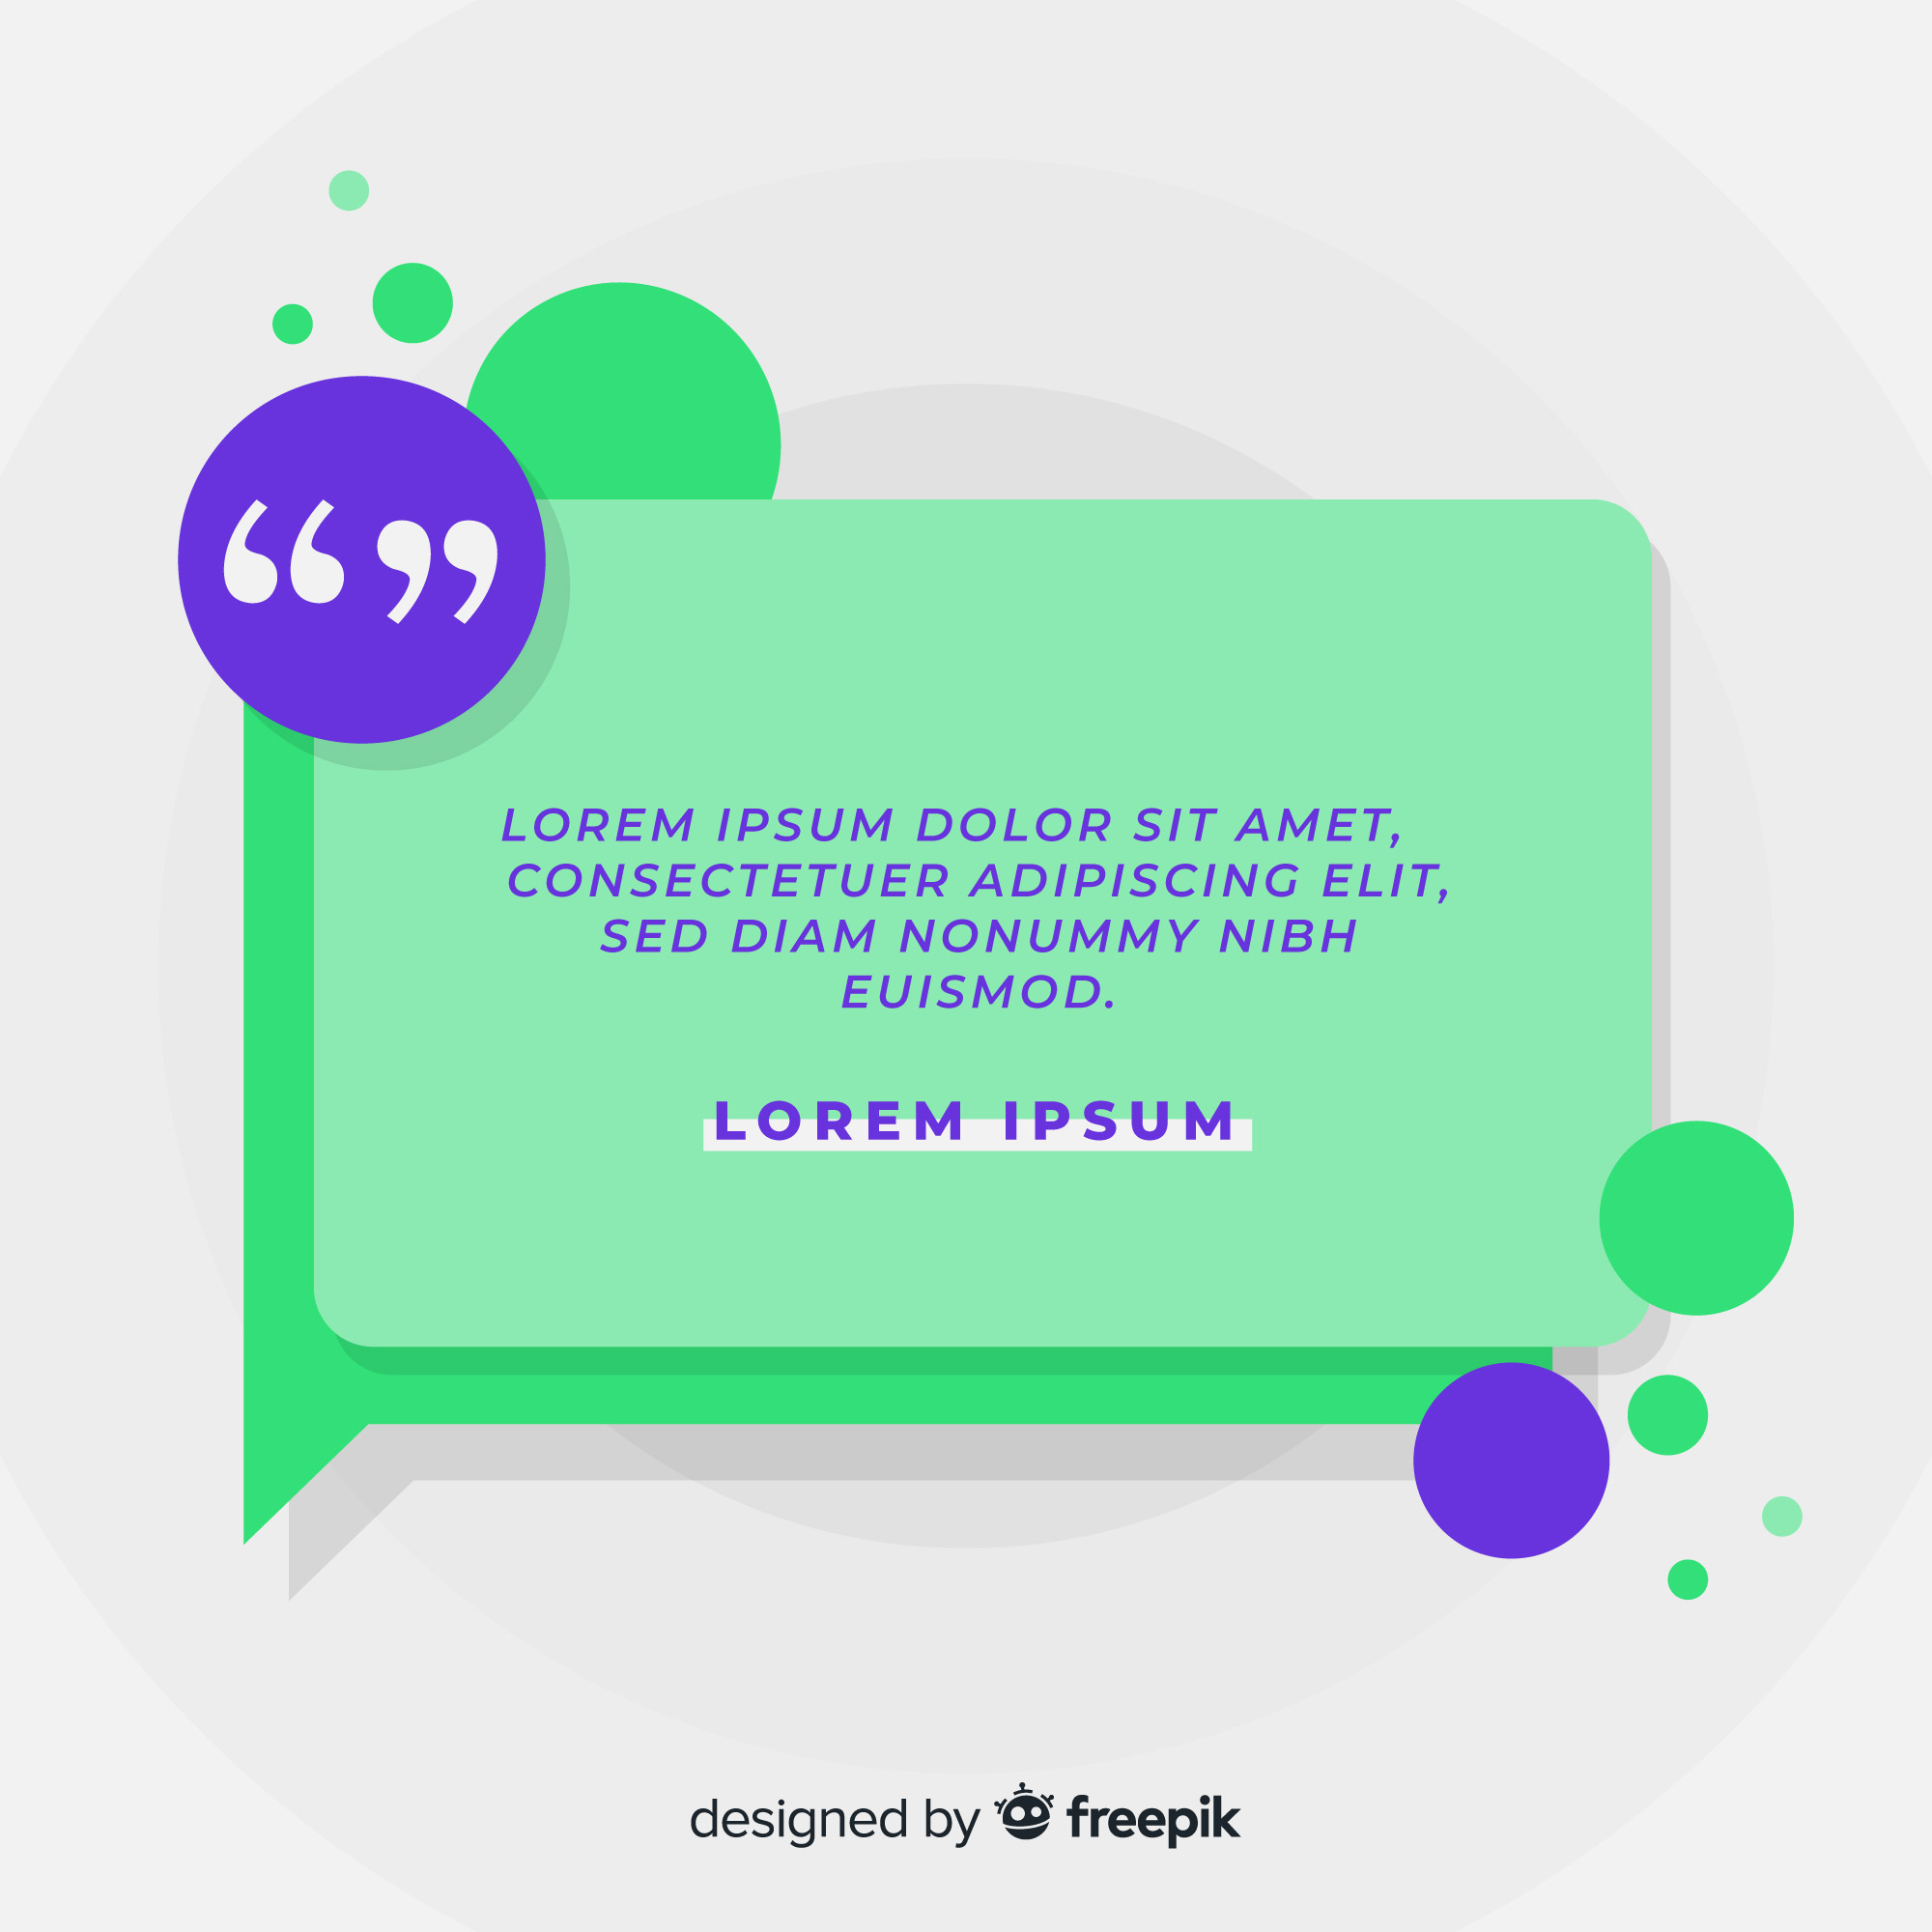 “ ”
LOREM IPSUM DOLOR SIT AMET,
CONSECTETUER ADIPISCING ELIT,
SED DIAM NONUMMY NIBH
EUISMOD.
LOREM IPSUM
designed by freepik